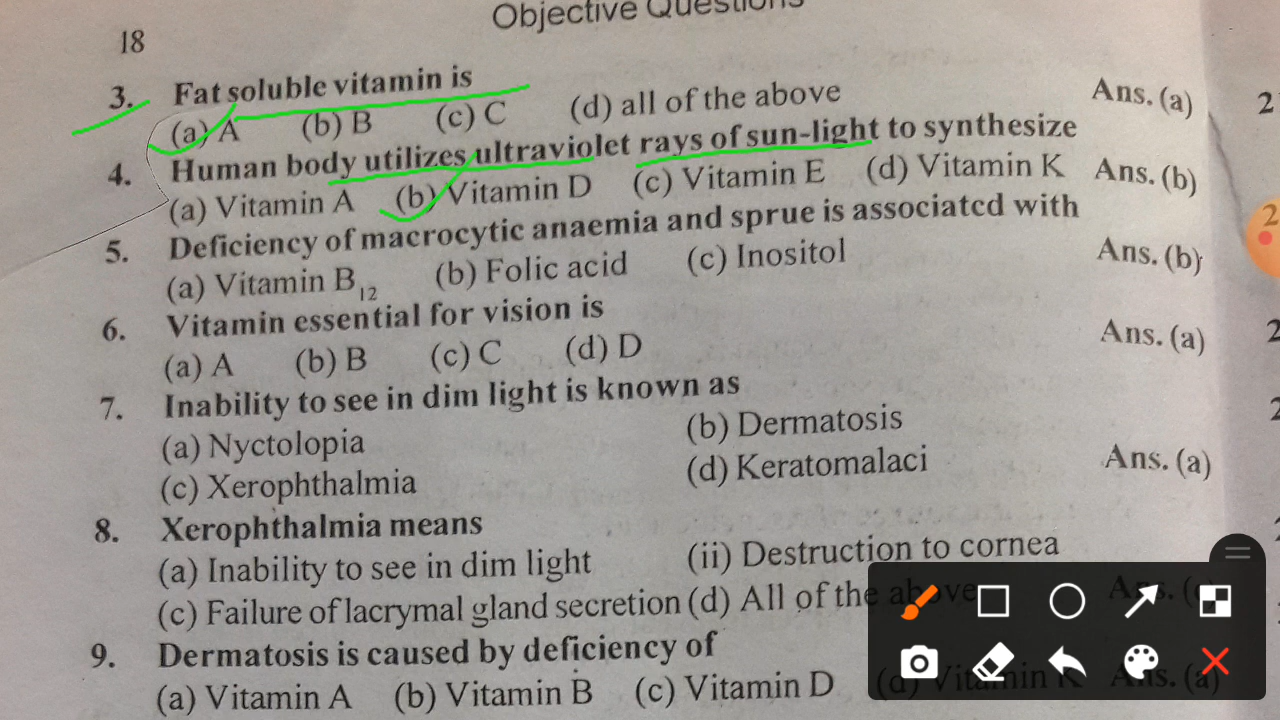 Objective Questions
18
3. Fat soluble vitamin is
(a) A (b) B (c) C (d) all of the above Ans. (a)
4. Human body utilizes ultraviolet rays of sun-light to synthesize
(a) Vitamin A (b) Vitamin D (c) Vitamin E (d) Vitamin K Ans. (b)
5. Deficiency of macrocytic anaemia and sprue is associated with
(a) Vitamin B12 (b) Folic acid (c) Inositol Ans. (b)
6. Vitamin essential for vision is
(a) A (b) B (c) C (d) D Ans. (a)
7. Inability to see in dim light is known as
(a) Nyctolopia (b) Dermatosis
(c) Xerophthalmia (d) Keratomalaci Ans. (a)
8. Xerophthalmia means
(a) Inability to see in dim light (ii) Destruction to cornea
(c) Failure of lacrymal gland secretion (d) All of the above Ans.
9. Dermatosis is caused by deficiency of
(a) Vitamin A (b) Vitamin B (c) Vitamin D (d) Vitamin K Ans. (a)